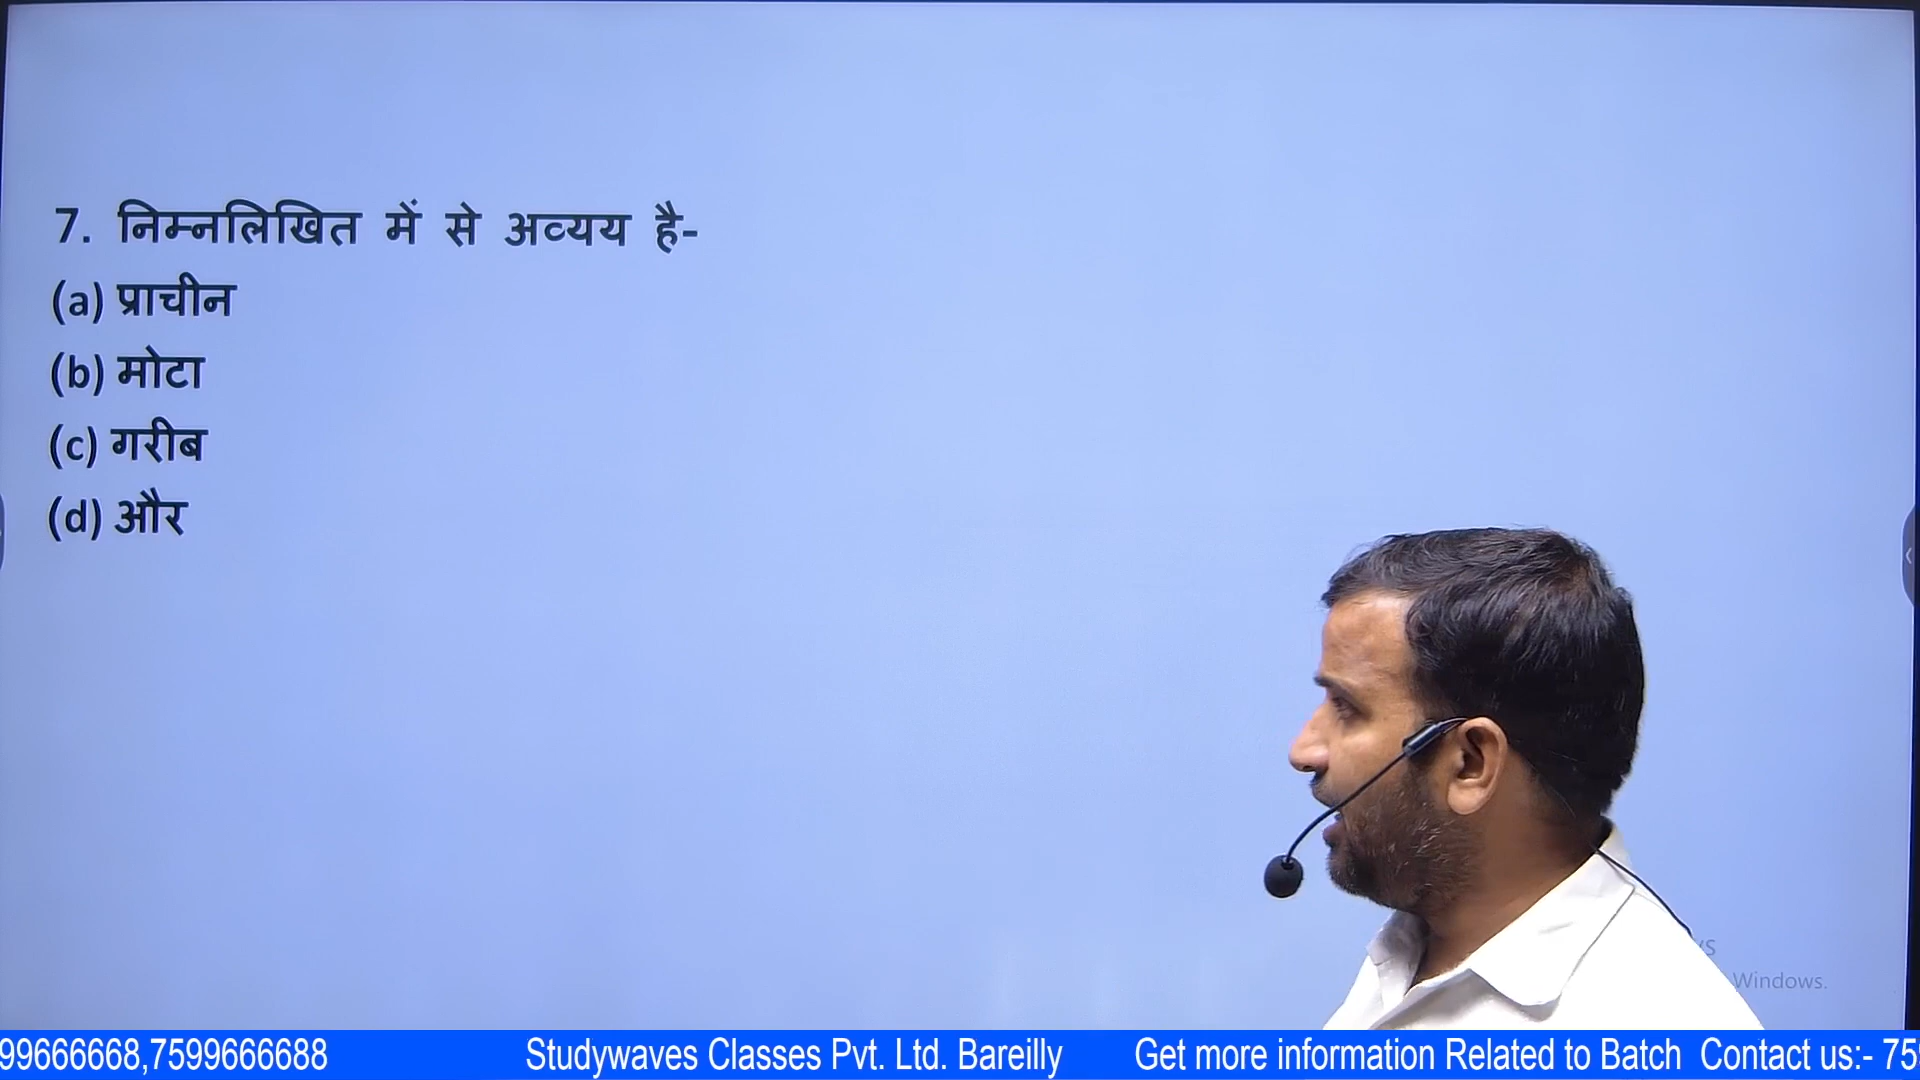 7. निम्नलिखित में से अव्यय है-
(a) प्राचीन
(b) मोटा
(c) गरीब
(d) और
Windows.
99666668,7599666688 Studywaves Classes Pvt. Ltd. Bareilly Get more information Related to Batch Contact us:- 75